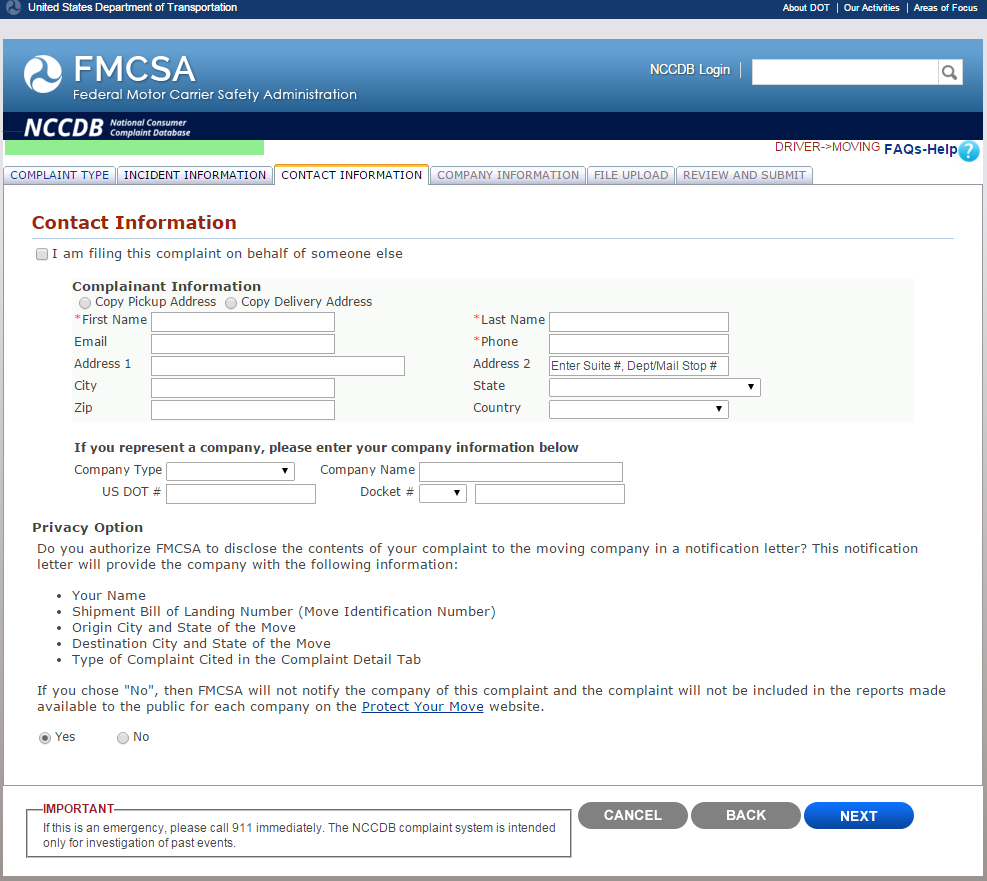 United States Department of Transportation
About DOT | Our Activities | Areas of Focus
FMCSA
Federal Motor Carrier Safety Administration
NCCDB Login
NCCDB National Consumer Complaint Database
DRIVER->MOVING FAQs-Help ?
COMPLAINT TYPE INCIDENT INFORMATION CONTACT INFORMATION COMPANY INFORMATION FILE UPLOAD REVIEW AND SUBMIT
Contact Information
I am filing this complaint on behalf of someone else
Complainant Information
Copy Pickup Address Copy Delivery Address
*First Name *Last Name
Email *Phone
Address 1 Address 2 Enter Suite #, Dept/Mail Stop #
City State
Zip Country
If you represent a company, please enter your company information below
Company Type Company Name
US DOT # Docket #
Privacy Option
Do you authorize FMCSA to disclose the contents of your complaint to the moving company in a notification letter? This notification
letter will provide the company with the following information:
• Your Name
• Shipment Bill of Landing Number (Move Identification Number)
• Origin City and State of the Move
• Destination City and State of the Move
• Type of Complaint Cited in the Complaint Detail Tab
If you chose "No", then FMCSA will not notify the company of this complaint and the complaint will not be included in the reports made
available to the public for each company on the Protect Your Move website.
Yes No
IMPORTANT
If this is an emergency, please call 911 immediately. The NCCDB complaint system is intended
only for investigation of past events.
CANCEL BACK NEXT